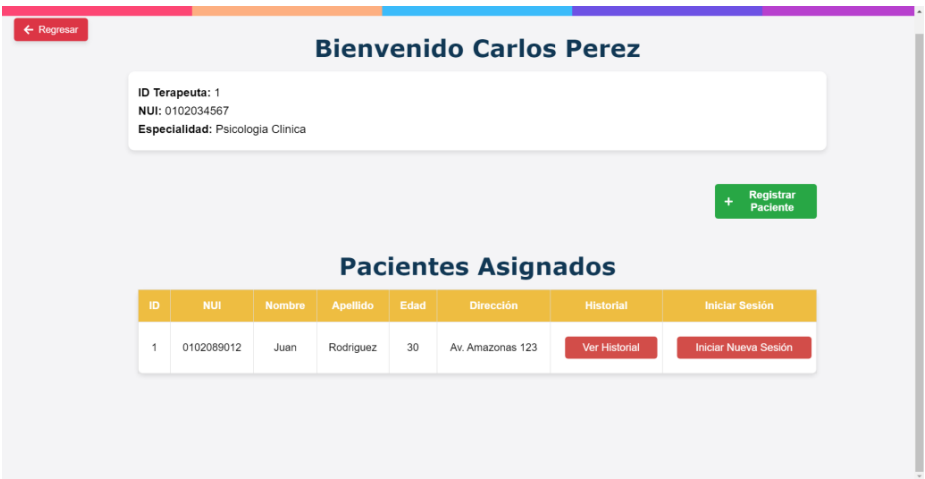 Regresar
Bienvenido Carlos Perez
ID Terapeuta: 1
NUI: 0102034567
Especialidad: Psicologia Clinica
+ Registrar
Paciente
Pacientes Asignados
ID NUI Nombre Apellido Edad Dirección Historial Iniciar Sesión
1 0102089012 Juan Rodriguez 30 Av. Amazonas 123 Ver Historial Iniciar Nueva Sesión